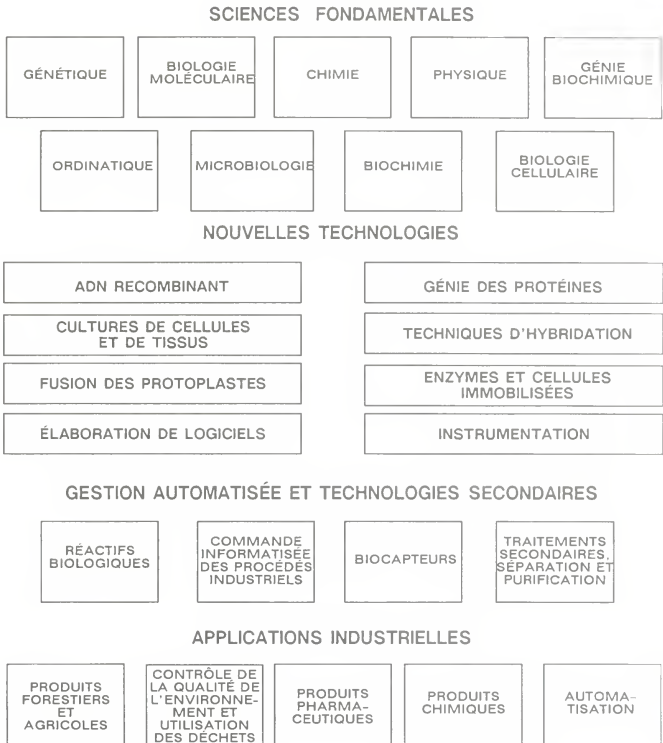 SCIENCES FONDAMENTALES
GÉNÉTIQUE
BIOLOGIE
MOLÉCULAIRE
CHIMIE
PHYSIQUE
GÉNIE
BIOCHIMIQUE
ORDINATIQUE
MICROBIOLOGIE
BIOCHIMIE
BIOLOGIE
CELLULAIRE
NOUVELLES TECHNOLOGIES
ADN RECOMBINANT
GÉNIE DES PROTÉINES
CULTURES DE CELLULES
ET DE TISSUS
TECHNIQUES D'HYBRIDATION
FUSION DES PROTOPLASTES
ENZYMES ET CELLULES
IMMOBILISÉES
ÉLABORATION DE LOGICIELS
INSTRUMENTATION
GESTION AUTOMATISÉE ET TECHNOLOGIES SECONDAIRES
RÉACTIFS
BIOLOGIQUES
COMMANDE
INFORMATISÉE
DES PROCÉDÉS
INDUSTRIELS
BIOCAPTEURS
TRAITEMENTS
SECONDAIRES,
SÉPARATION ET
PURIFICATION
APPLICATIONS INDUSTRIELLES
PRODUITS
FORESTIERS
ET
AGRICOLES
CONTRÔLE DE
LA QUALITÉ DE
L'ENVIRONNE-
MENT ET
UTILISATION
DES DÉCHETS
PRODUITS
PHARMA-
CEUTIQUES
PRODUITS
CHIMIQUES
AUTOMA-
TISATION